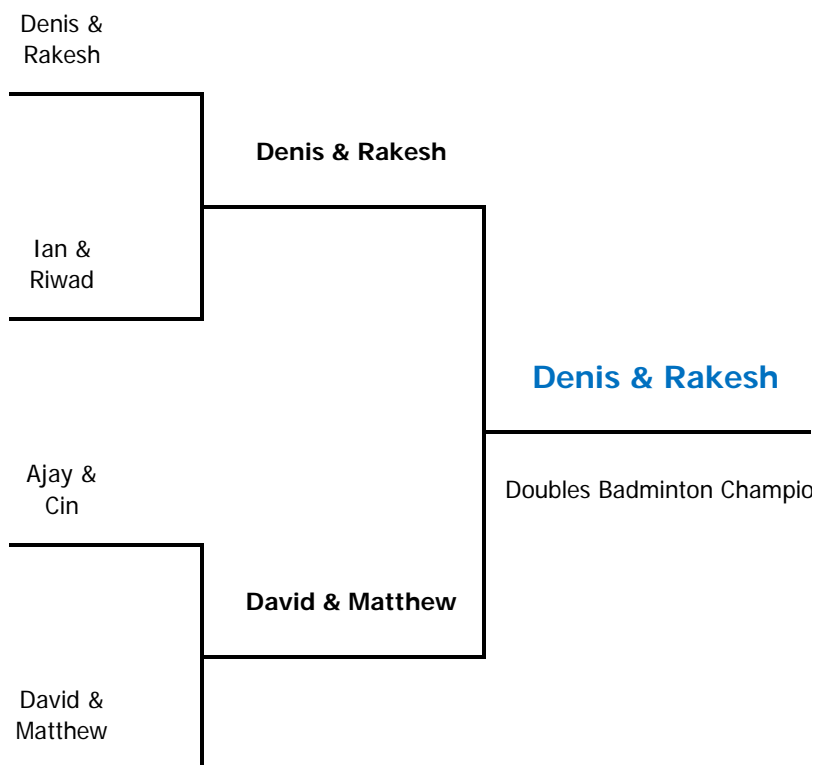 Denis &
Rakesh
Denis & Rakesh
Ian &
Riwad
Denis & Rakesh
Ajay &
Cin
Doubles Badminton Champio
David & Matthew
David &
Matthew